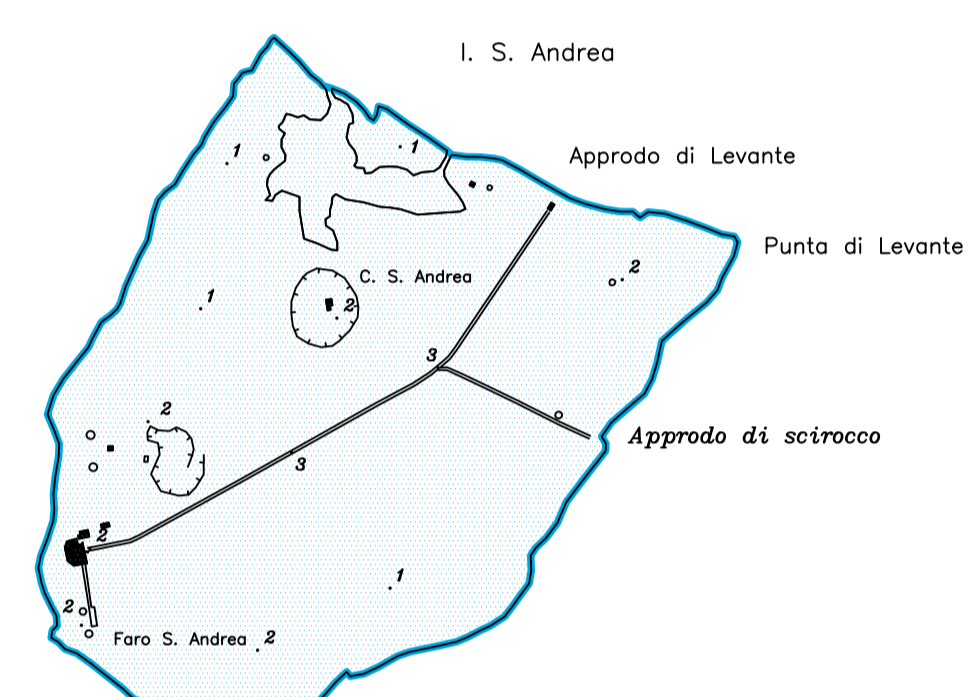 I. S. Andrea
1
1
Approdo di Levante
Punta di Levante
2
C. S. Andrea
1
2
3
2
Approdo di scirocco
3
2
1
2
Faro S. Andrea 2